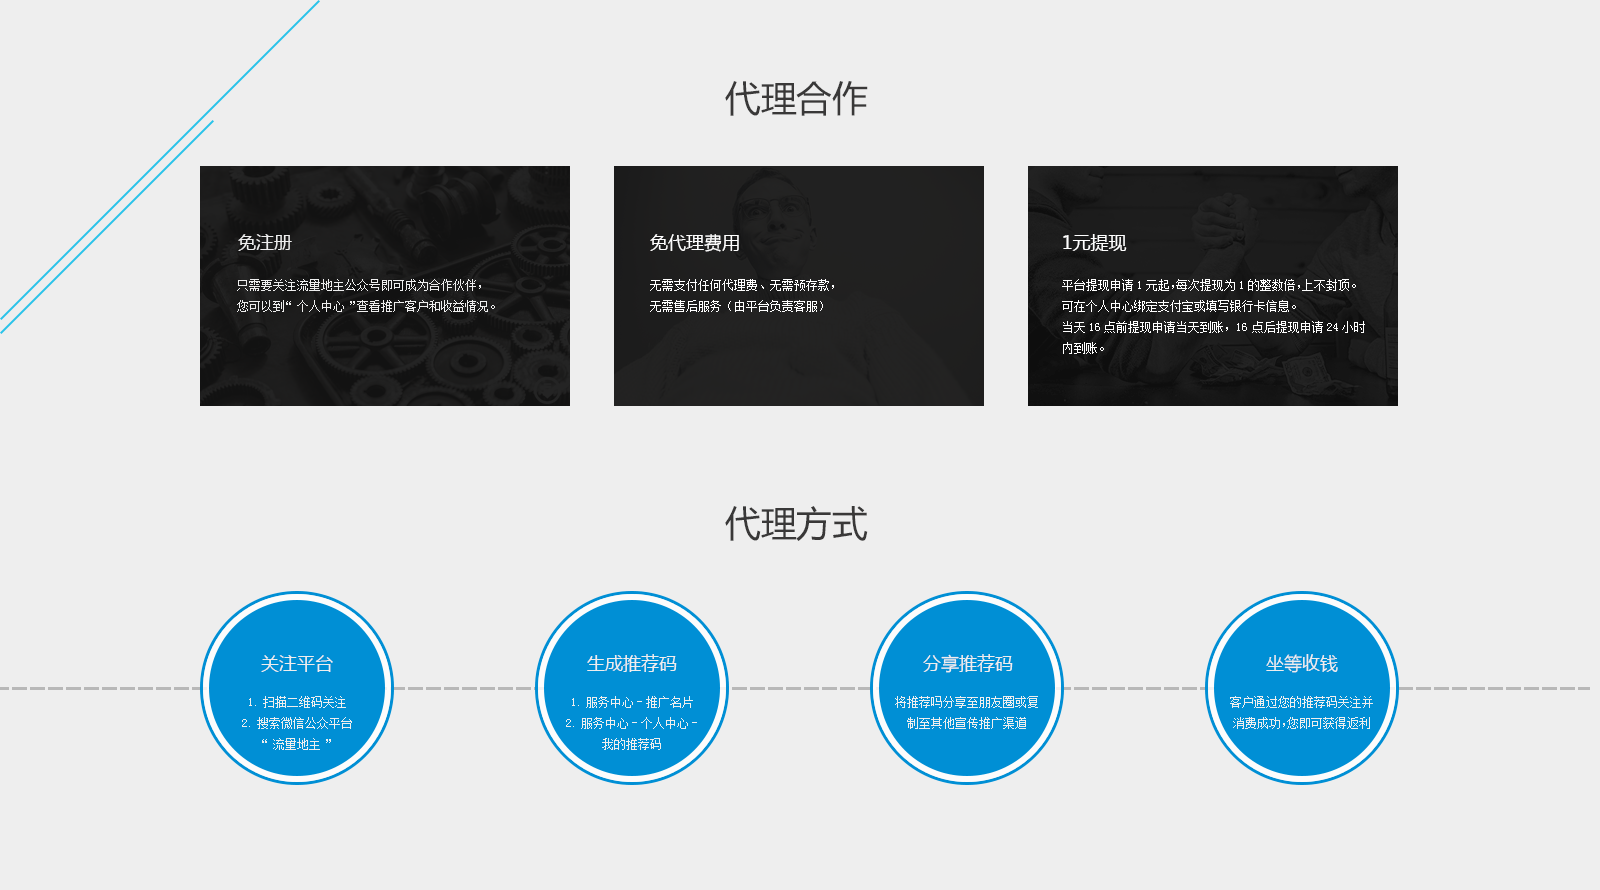 代理合作
免注册
只需要关注流量地主公众号即可成为合作伙伴，
您可以到“ 个人中心 ”查看推广客户和收益情况。
免代理费用
无需支付任何代理费、无需预存款，
无需售后服务（由平台负责客服）
1元提现
平台提现申请 1 元起,每次提现为 1 的整数倍,上不封顶。
可在个人中心绑定支付宝或填写银行卡信息。
当天 16 点前提现申请当天到账，16 点后提现申请 24 小时
内到账。
代理方式
关注平台
1. 扫描二维码关注
2. 搜索微信公众平台
“ 流量地主 ”
生成推荐码
1. 服务中心－推广名片
2. 服务中心－个人中心－
我的推荐码
分享推荐码
将推荐吗分享至朋友圈或复
制至其他宣传推广渠道
坐等收钱
客户通过您的推荐码关注并
消费成功,您即可获得返利